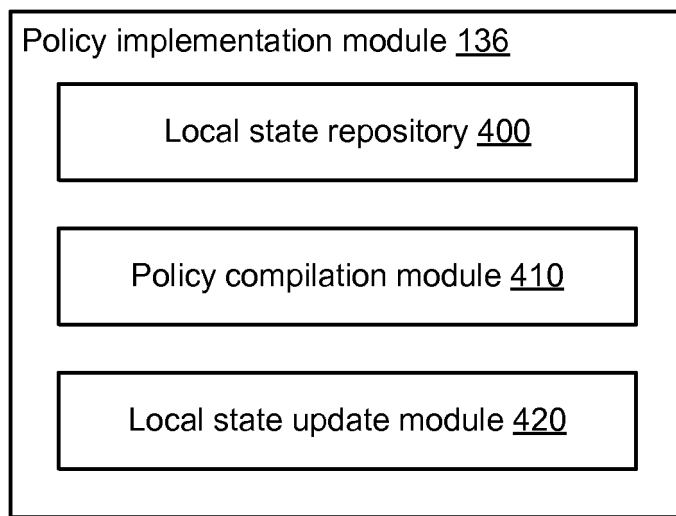 Policy implementation module 136
Local state repository 400
Policy compilation module 410
Local state update module 420